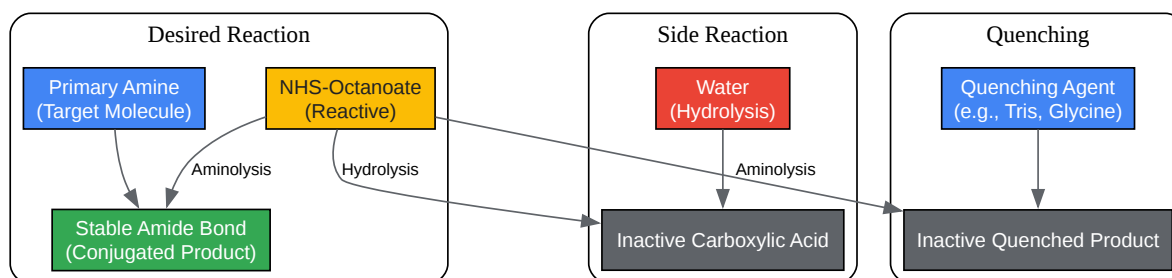 Desired Reaction
Side Reaction
Quenching
Primary Amine
(Target Molecule)
NHS-Octanoate
(Reactive)
Water
(Hydrolysis)
Quenching Agent
(e.g., Tris, Glycine)
Aminolysis
Hydrolysis
Aminolysis
Stable Amide Bond
(Conjugated Product)
Inactive Carboxylic Acid
Inactive Quenched Product